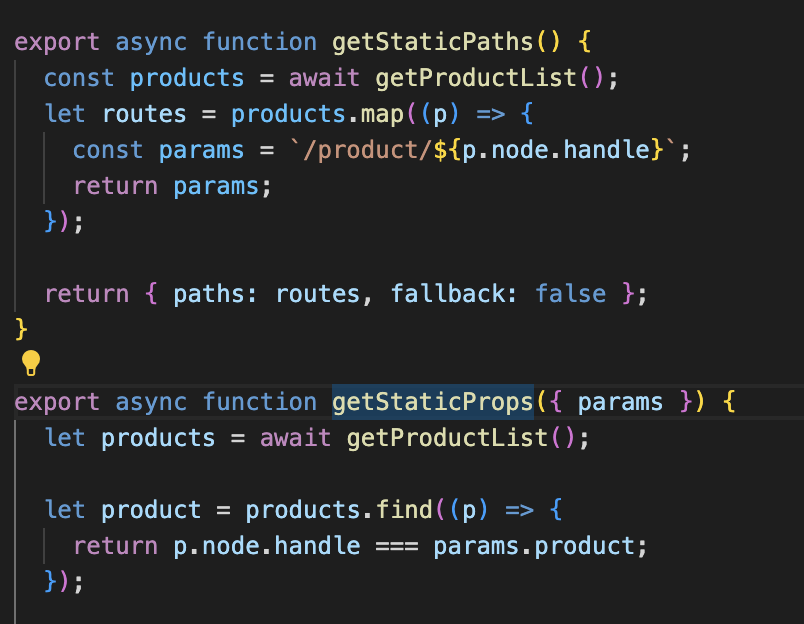 export async function getStaticPaths() {
  const products = await getProductList();
  let routes = products.map((p) => {
    const params = `/product/${p.node.handle}`;
    return params;
  });

  return { paths: routes, fallback: false };
}

export async function getStaticProps({ params }) {
  let products = await getProductList();

  let product = products.find((p) => {
    return p.node.handle === params.product;
  });